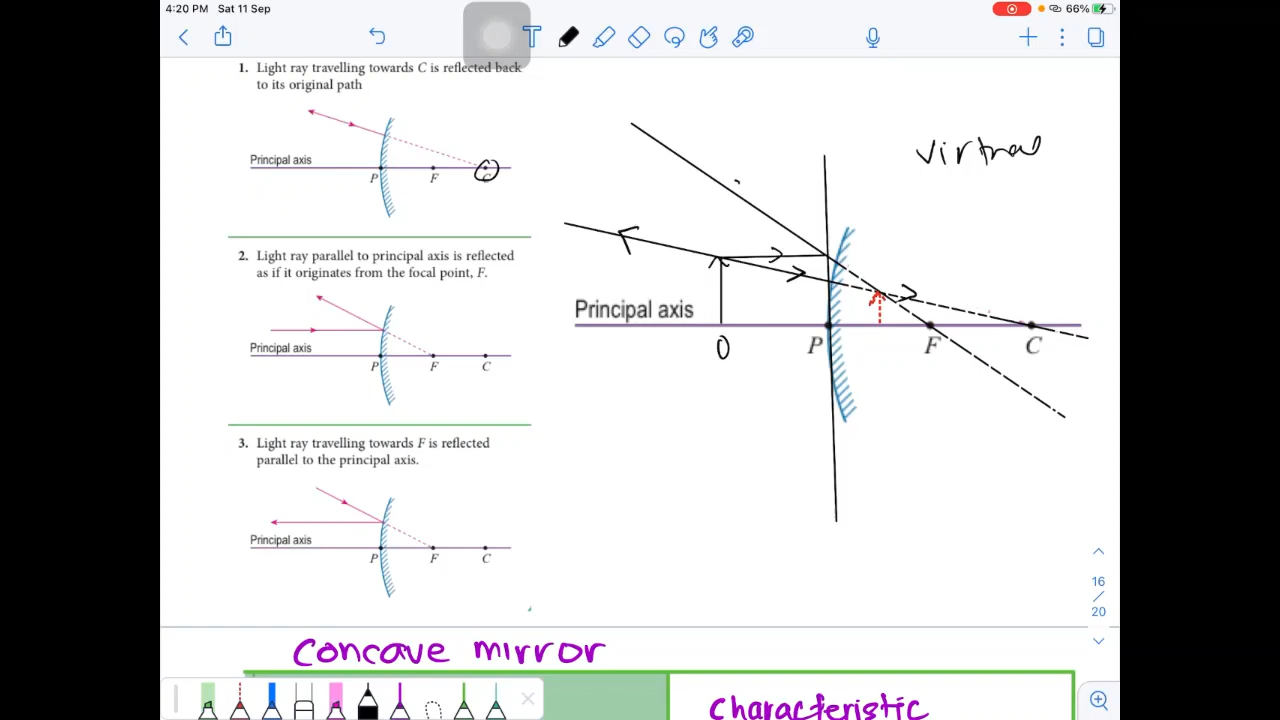 4:20 PM Sat 11 Sep
66%
T
1. Light ray travelling towards C is reflected back
to its original path
Principal axis
P F C
2. Light ray parallel to principal axis is reflected
as if it originates from the focal point, F.
Principal axis
P F C
3. Light ray travelling towards F is reflected
parallel to the principal axis.
Principal axis
P F C
virtual
Principal axis
O P F C
16
/
20
Concave mirror
characteristic